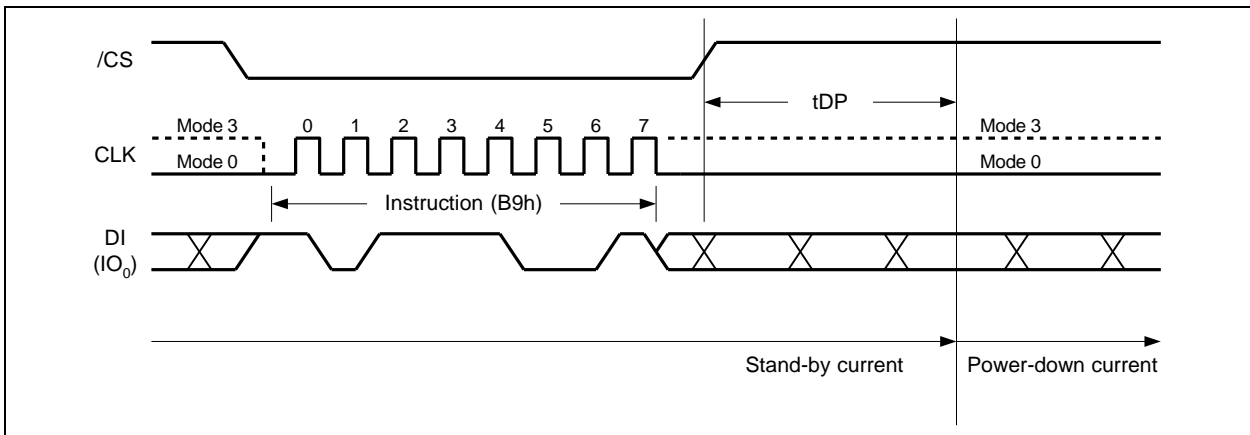 /CS
tDP
0 1 2 3 4 5 6 7
Mode 3
Mode 3
CLK
Mode 0
Mode 0
Instruction (B9h)
DI
(IO0)
Stand-by current
Power-down current